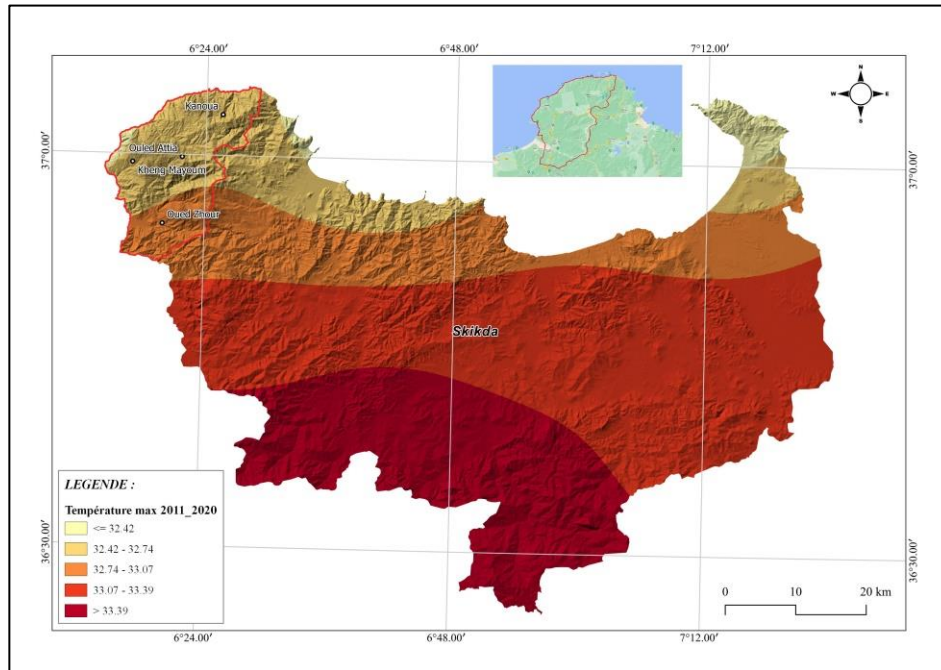 6°24.00′
6°48.00′
7°12.00′
N
W
E
S
Kanoua
37°0.00′
37°0.00′
Ouled Attia
Kheng Mayoum
Oued Zhour
Skikda
LEGENDE :
Température max 2011_2020
<= 32.42
32.42 - 32.74
32.74 - 33.07
33.07 - 33.39
> 33.39
36°30.00′
36°30.00′
0 10 20 km
6°24.00′
6°48.00′
7°12.00′